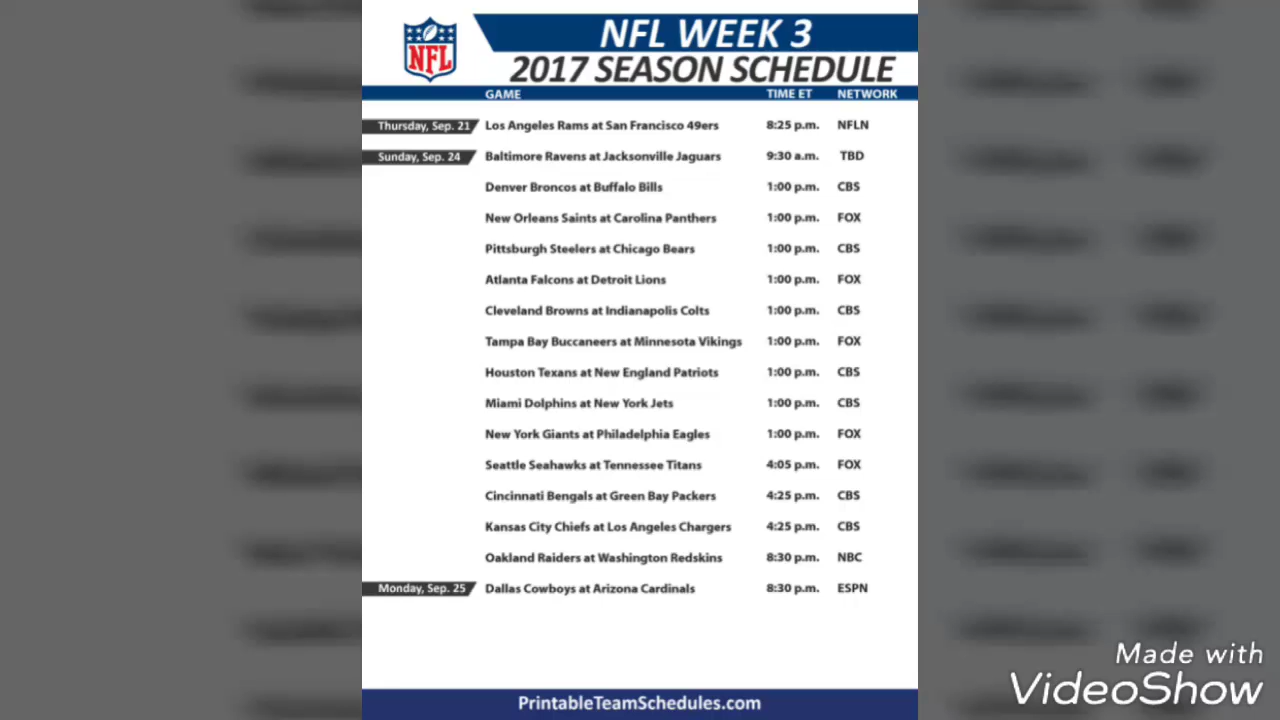 NFL
NFL WEEK 3
2017 SEASON SCHEDULE
GAME TIME ET NETWORK
Thursday, Sep. 21 Los Angeles Rams at San Francisco 49ers 8:25 p.m. NFLN
Sunday, Sep. 24 Baltimore Ravens at Jacksonville Jaguars 9:30 a.m. TBD
Denver Broncos at Buffalo Bills 1:00 p.m. CBS
New Orleans Saints at Carolina Panthers 1:00 p.m. FOX
Pittsburgh Steelers at Chicago Bears 1:00 p.m. CBS
Atlanta Falcons at Detroit Lions 1:00 p.m. FOX
Cleveland Browns at Indianapolis Colts 1:00 p.m. CBS
Tampa Bay Buccaneers at Minnesota Vikings 1:00 p.m. FOX
Houston Texans at New England Patriots 1:00 p.m. CBS
Miami Dolphins at New York Jets 1:00 p.m. CBS
New York Giants at Philadelphia Eagles 1:00 p.m. FOX
Seattle Seahawks at Tennessee Titans 4:05 p.m. FOX
Cincinnati Bengals at Green Bay Packers 4:25 p.m. CBS
Kansas City Chiefs at Los Angeles Chargers 4:25 p.m. CBS
Oakland Raiders at Washington Redskins 8:30 p.m. NBC
Monday, Sep. 25 Dallas Cowboys at Arizona Cardinals 8:30 p.m. ESPN
PrintableTeamSchedules.com
Made with
VideoShow